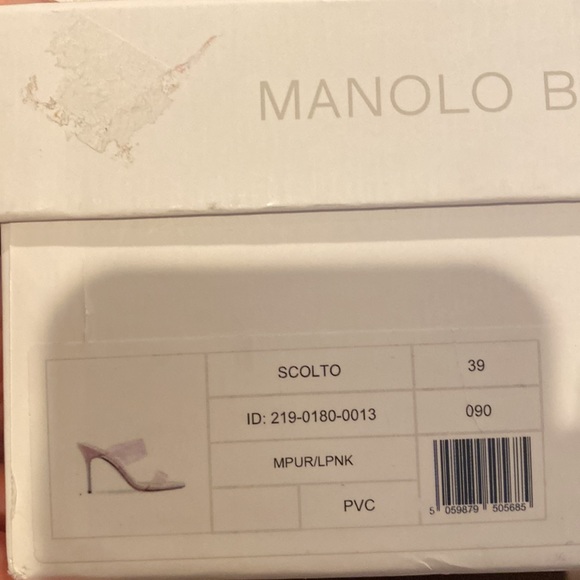 MANOLO B
SCOLTO 39
ID: 219-0180-0013 090
MPUR/LPNK
PVC
5 059879 505685